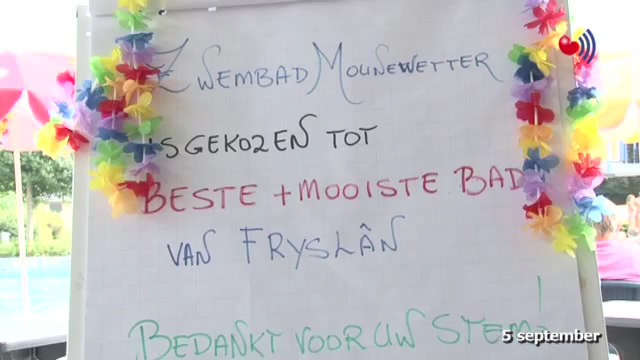 ZWEMBAD MOUNEWETTER
IS GEKOZEN TOT
BESTE + MOOISTE BAD
VAN FRYSLÂN
BEDANKT VOOR UW STEM!
5 september